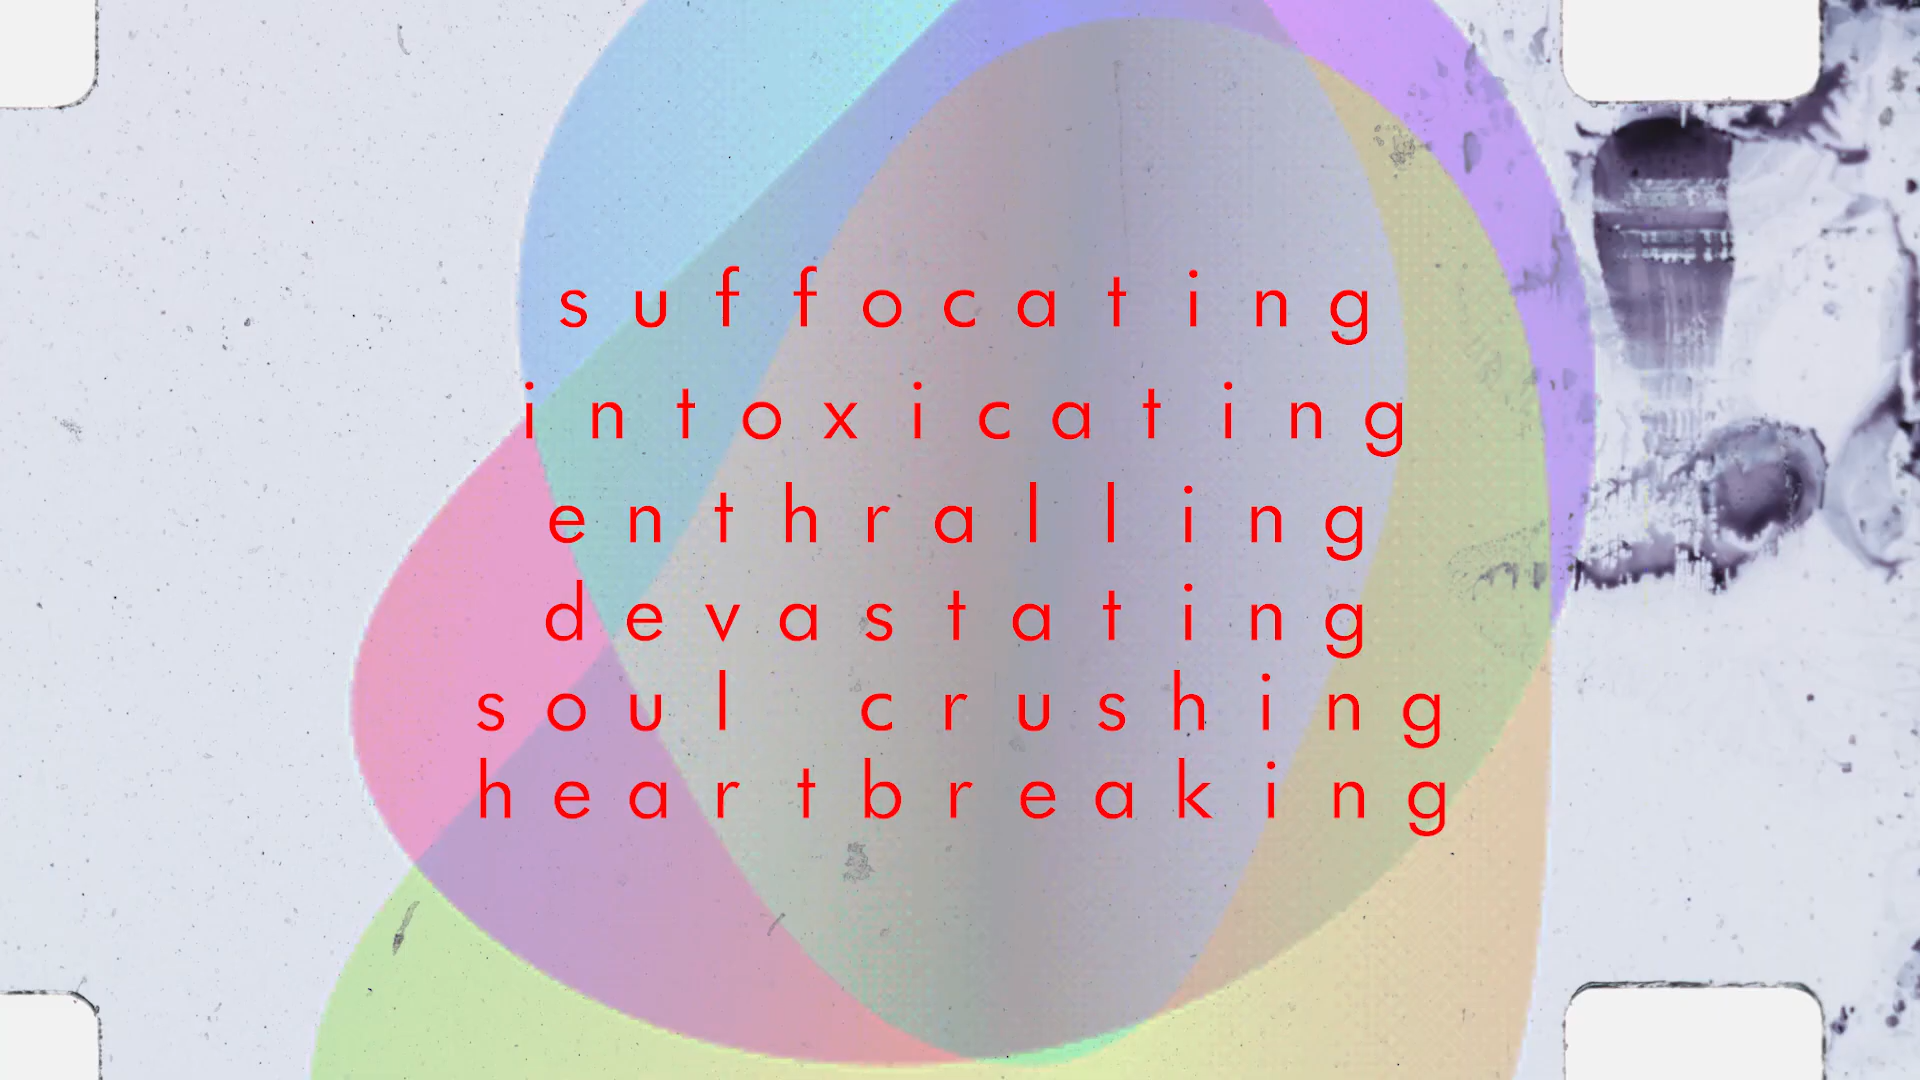 suffocating
intoxicating
enthralling
devastating
soul crushing
heartbreaking